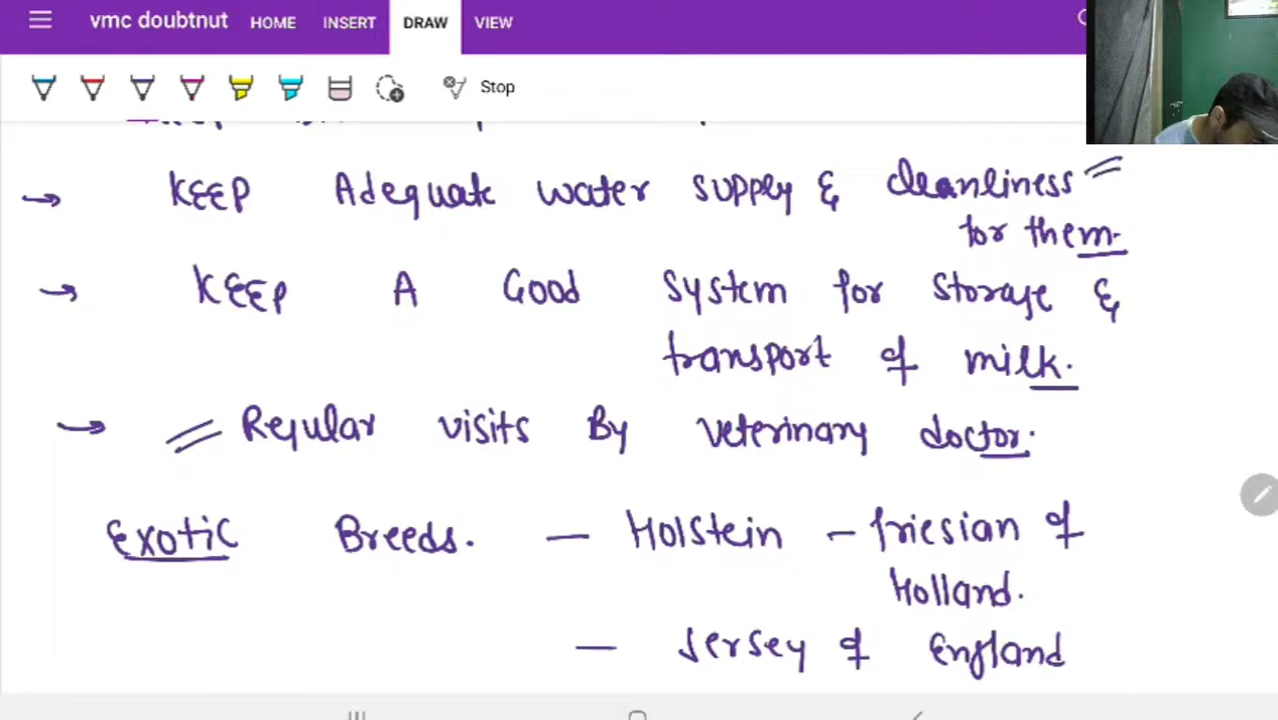 vmc doubtnut HOME INSERT DRAW VIEW
Stop
→ KEEP Adequate water supply & cleanliness
for them.
→ KEEP A Good system for storage &
transport of milk.
→ Regular visits By veterinary doctor.
Exotic Breeds. — Holstein - friesian of
Holland.
— Jersey of England